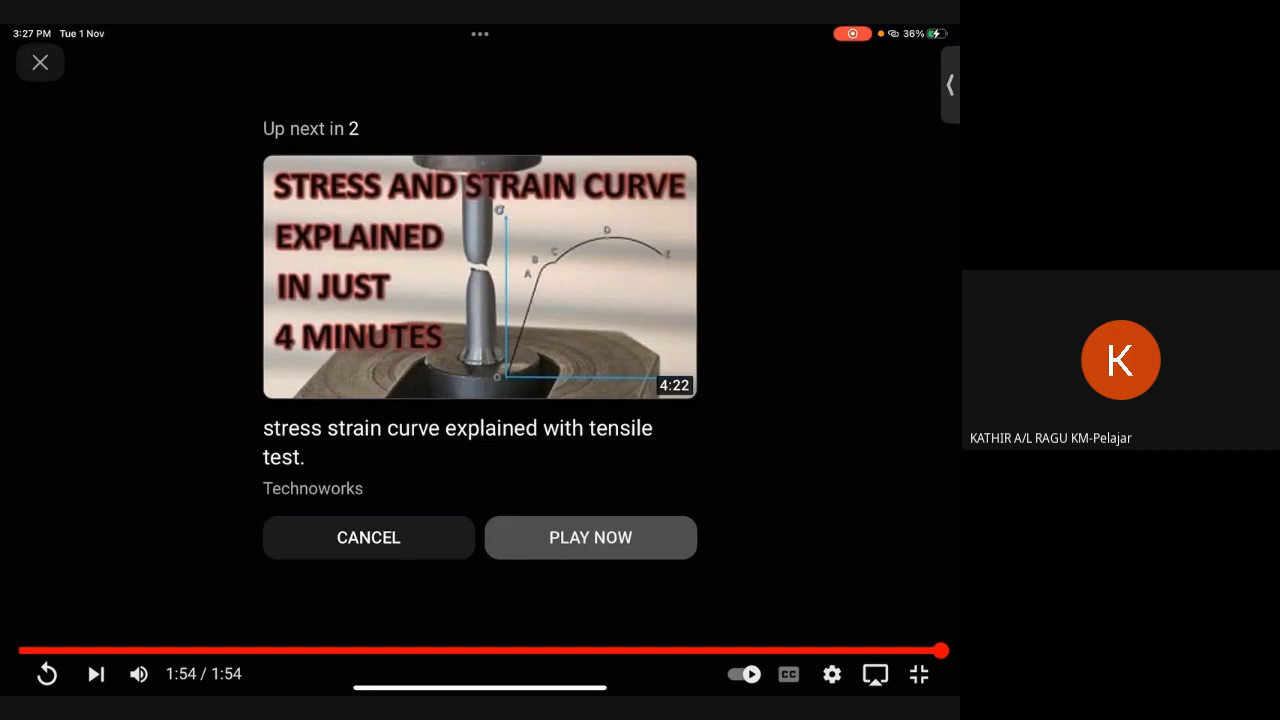 3:27 PM Tue 1 Nov
36%
Up next in 2
STRESS AND STRAIN CURVE
EXPLAINED
IN JUST
4 MINUTES
σ
D
C
B
E
A
O
4:22
stress strain curve explained with tensile
test.
Technoworks
CANCEL
PLAY NOW
1:54 / 1:54
CC
K
KATHIR A/L RAGU KM-Pelajar